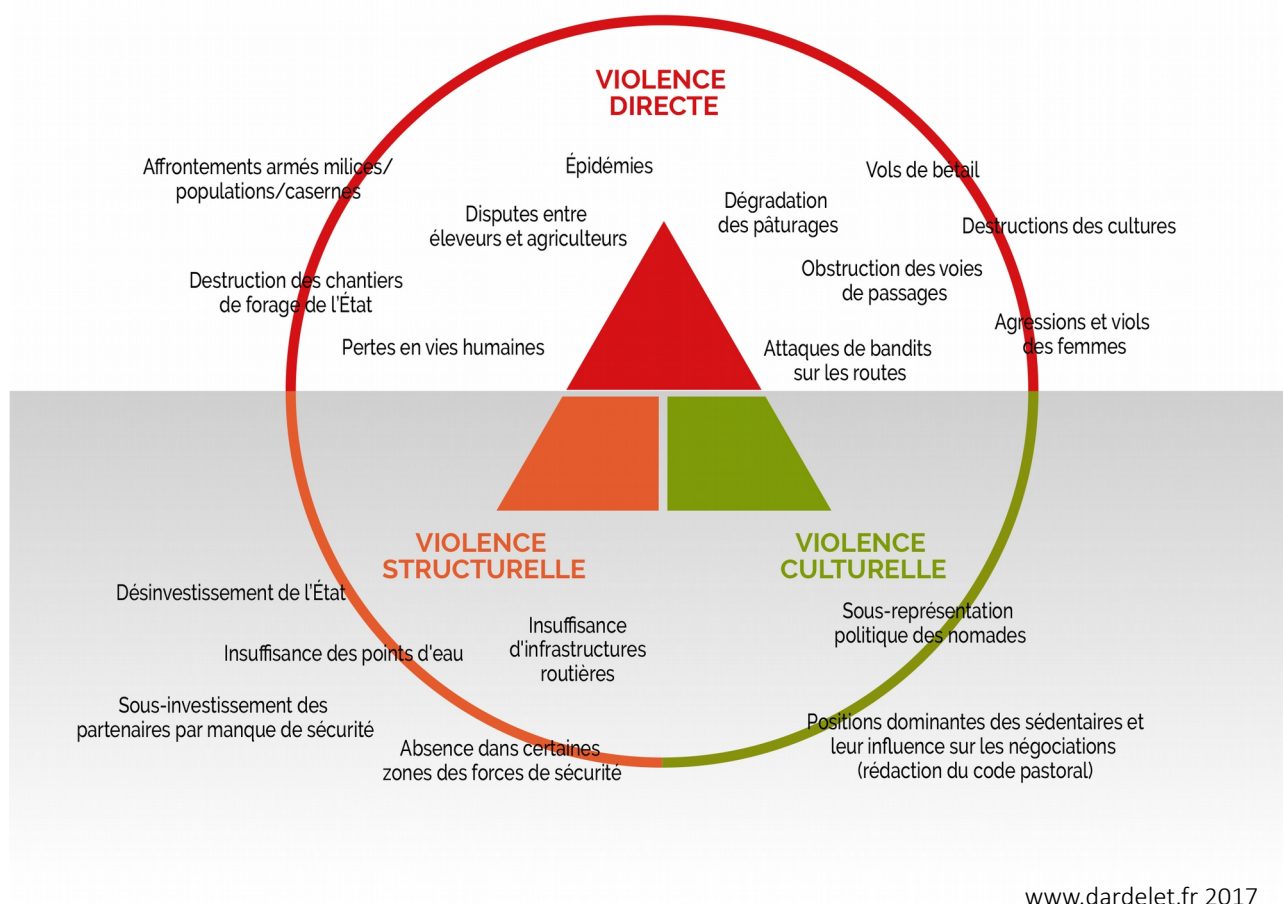 VIOLENCE
DIRECTE
Affrontements armés milices/
populations/casernes
Épidémies
Vols de bétail
Disputes entre
éleveurs et agriculteurs
Dégradation
des pâturages
Destructions des cultures
Destruction des chantiers
de forage de l'État
Obstruction des voies
de passages
Pertes en vies humaines
Attaques de bandits
sur les routes
Agressions et viols
des femmes
VIOLENCE
STRUCTURELLE
VIOLENCE
CULTURELLE
Désinvestissement de l'État
Insuffisance des points d'eau
Insuffisance
d'infrastructures
routières
Sous-investissement des
partenaires par manque de sécurité
Absence dans certaines
zones des forces de sécurité
Sous-représentation
politique des nomades
Positions dominantes des sédentaires et
leur influence sur les négociations
(rédaction du code pastoral)
www.dardelet.fr 2017